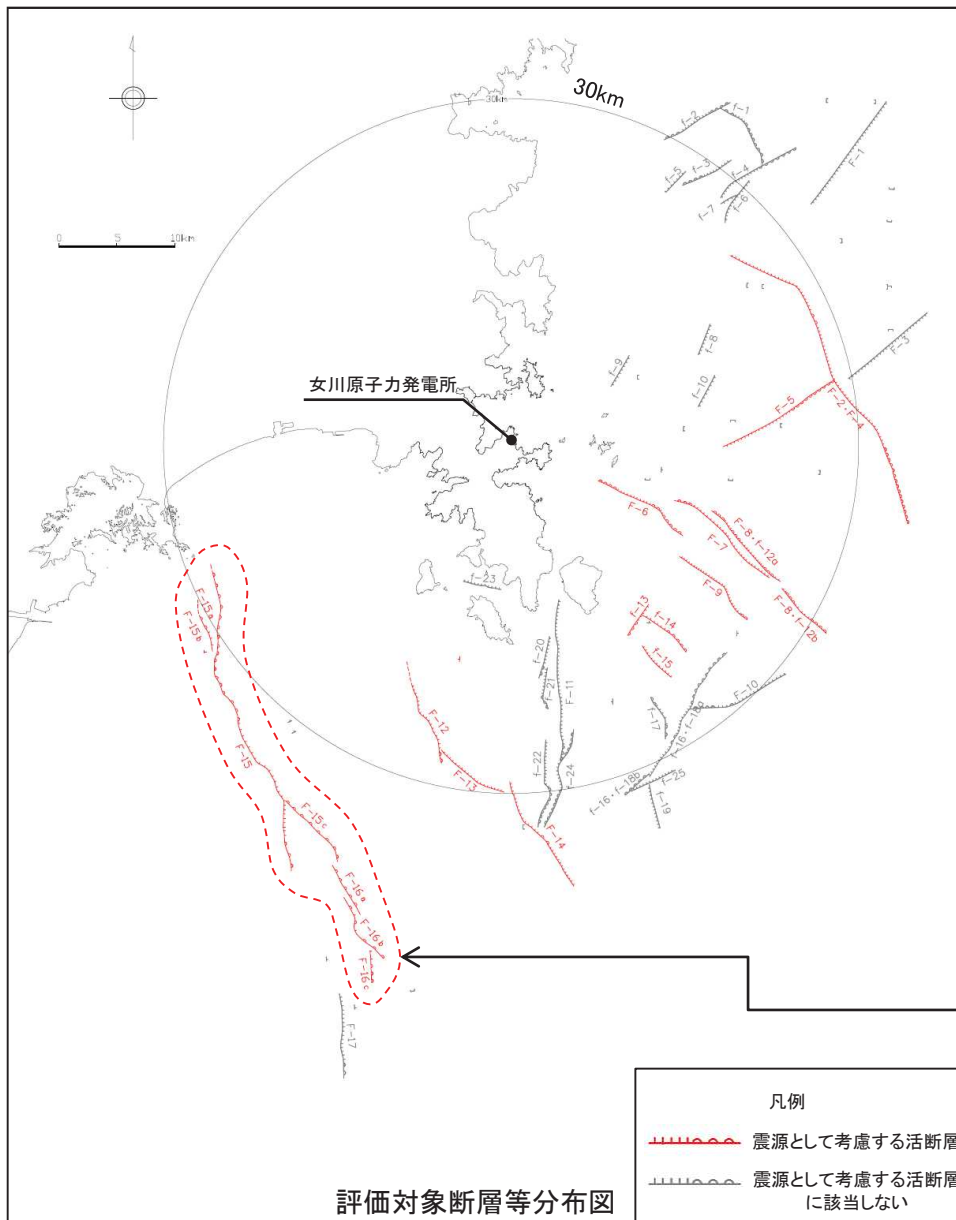 30km
30km
f-2
f-1
F-1
f-5
f-3
f-4
f-7
f-6
0 5 10km
F-3
f-8
f-9
女川原子力発電所
f-10
F-5
F-2・F-4
F-6
F-8・f-12a
F-7
F-9
F-8・f-12b
f-23
F-15a
F-15b
f-13
f-14
f-15
f-20
f-21
F-11
F-10
f-17
f-16・f-18a
F-12
F-15
F-13
f-22
f-24
f-16・f-18b
f-25
f-19
F-15c
F-14
F-16a
F-16b
F-16c
F-17
凡例
震源として考慮する活断層
震源として考慮する活断層
に該当しない
評価対象断層等分布図